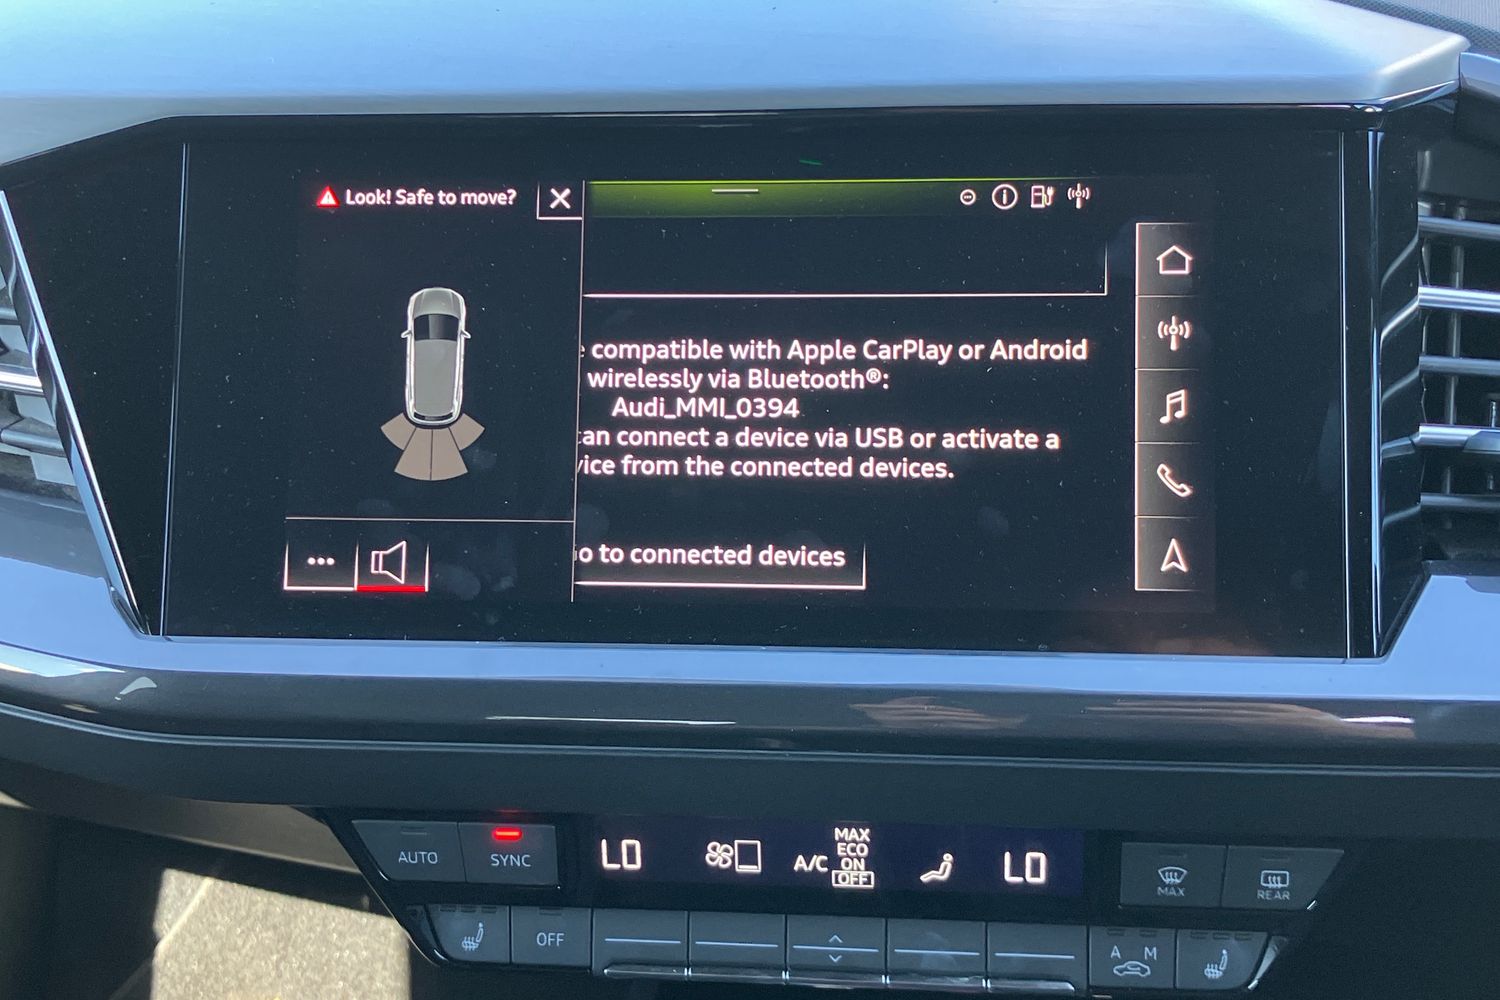 Look! Safe to move?
compatible with Apple CarPlay or Android
wirelessly via Bluetooth®:
Audi_MMI_0394
an connect a device via USB or activate a
vice from the connected devices.
o to connected devices
AUTO
SYNC
LO
A/C
MAX
ECO
ON
OFF
LO
MAX
REAR
OFF
A M